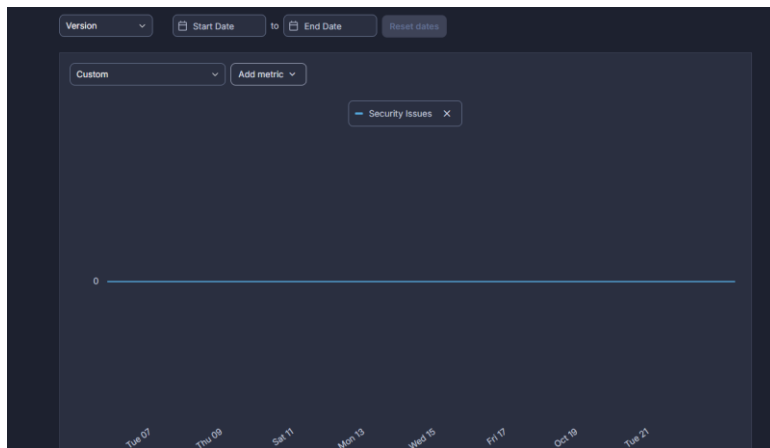 Version Start Date to End Date Reset dates
Custom Add metric
Security Issues
0
Tue 07 Thu 09 Sat 11 Mon 13 Wed 15 Fri 17 Oct 19 Tue 21